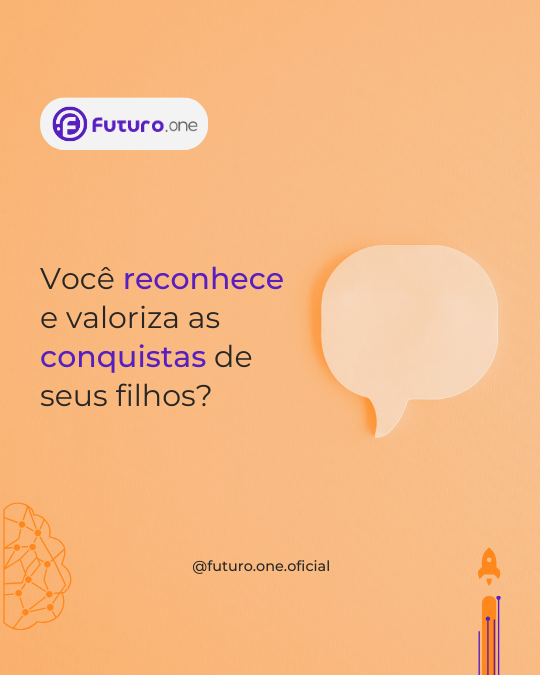 Futuro.one
Você reconhece
e valoriza as
conquistas de
seus filhos?
@futuro.one.oficial